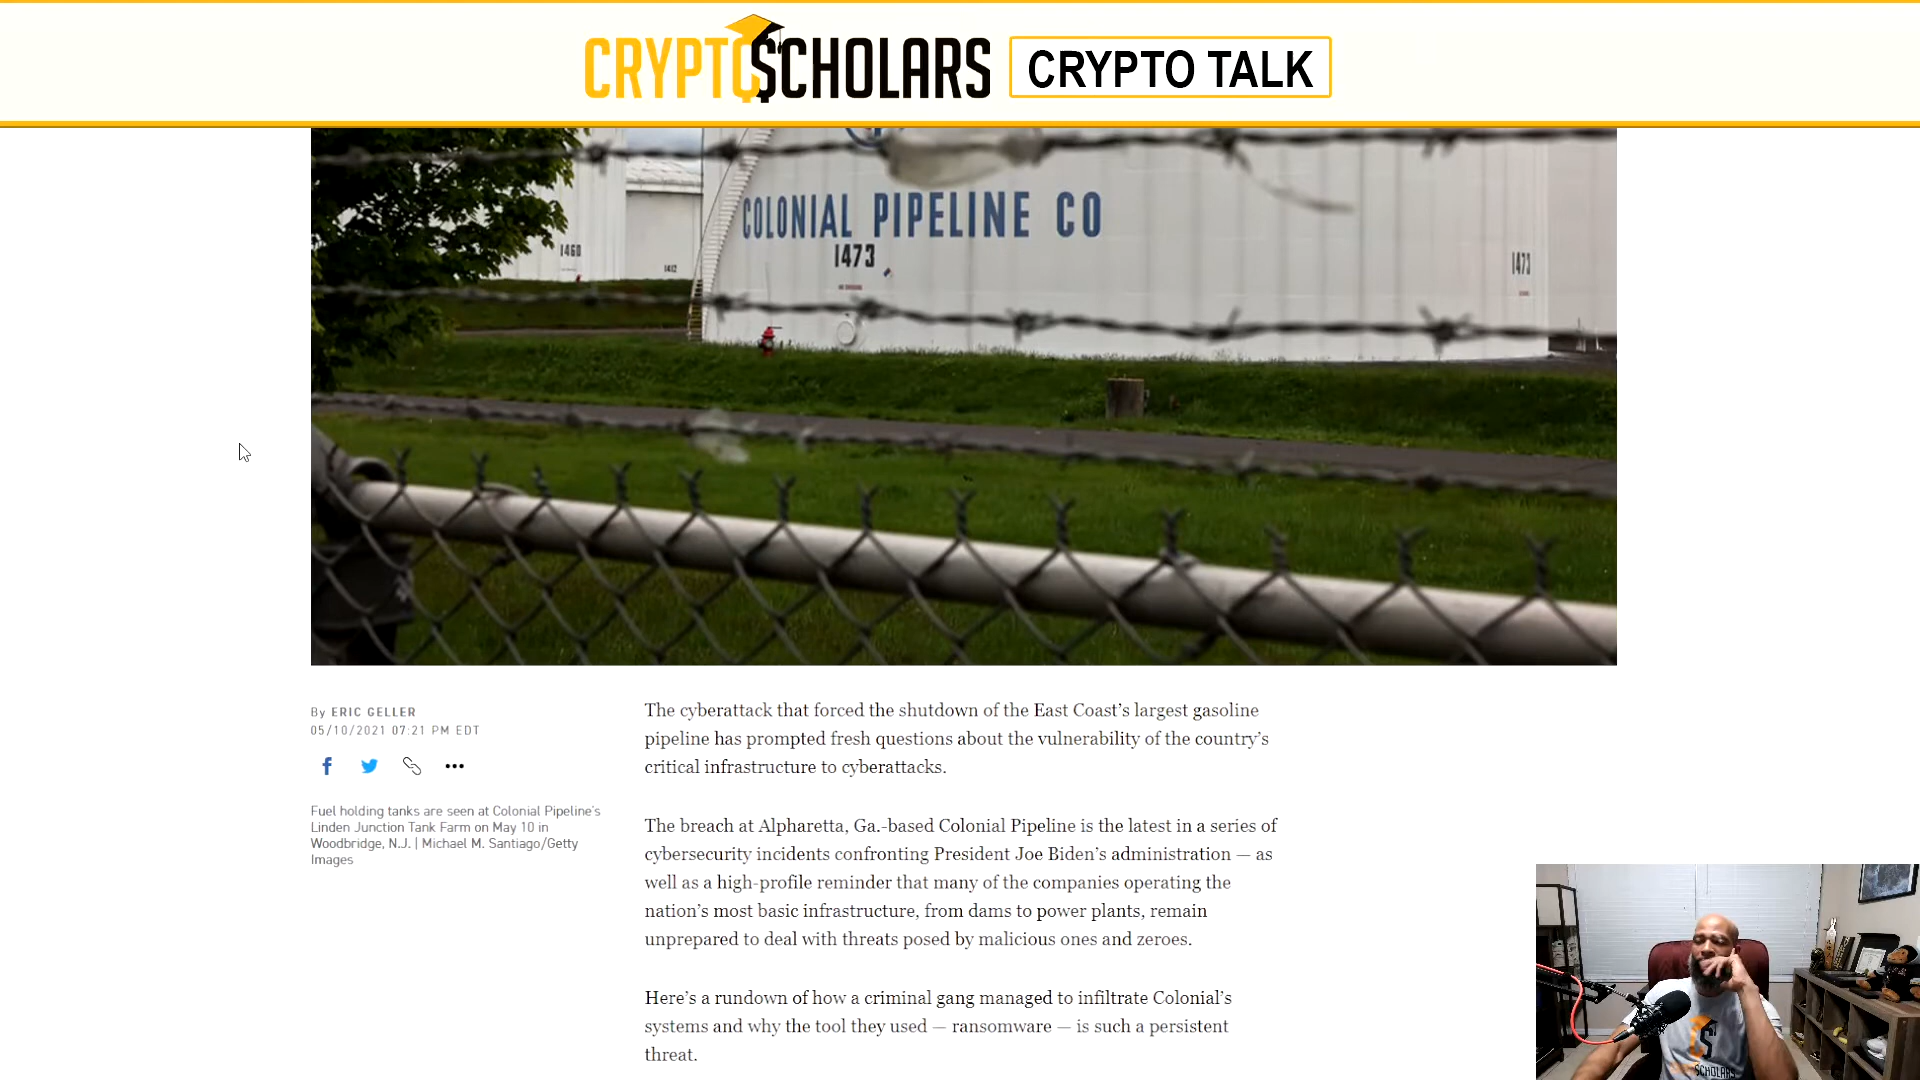 CRYPTO$CHOLARS CRYPTO TALK
COLONIAL PIPELINE CO
1473
1460
1412
1473
By ERIC GELLER
05/10/2021 07:21 PM EDT
Fuel holding tanks are seen at Colonial Pipeline's
Linden Junction Tank Farm on May 10 in
Woodbridge, N.J. | Michael M. Santiago/Getty
Images
The cyberattack that forced the shutdown of the East Coast's largest gasoline
pipeline has prompted fresh questions about the vulnerability of the country's
critical infrastructure to cyberattacks.
The breach at Alpharetta, Ga.-based Colonial Pipeline is the latest in a series of
cybersecurity incidents confronting President Joe Biden's administration — as
well as a high-profile reminder that many of the companies operating the
nation's most basic infrastructure, from dams to power plants, remain
unprepared to deal with threats posed by malicious ones and zeroes.
Here's a rundown of how a criminal gang managed to infiltrate Colonial's
systems and why the tool they used — ransomware — is such a persistent
threat.
SCHOLARS